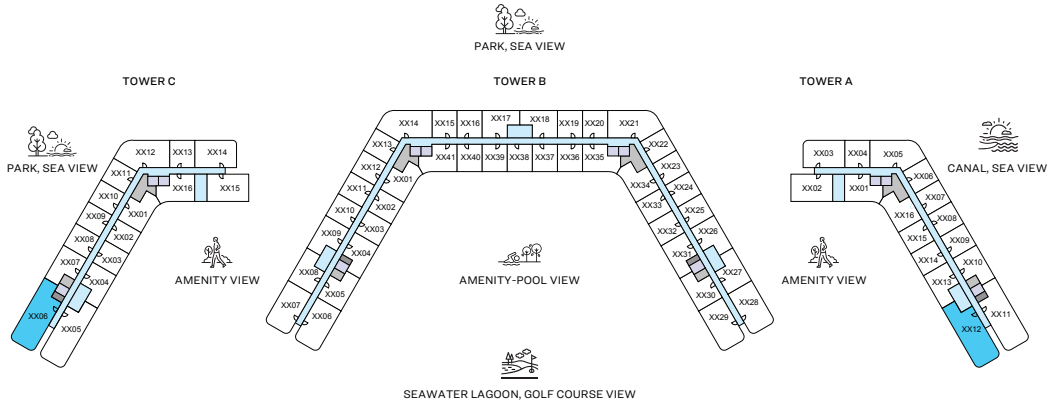 PARK, SEA VIEW
TOWER C
TOWER B
TOWER A
PARK, SEA VIEW
XX12
XX13
XX14
XX11
XX16
XX15
XX10
XX01
XX09
XX02
XX08
XX03
XX07
XX04
XX06
XX05
AMENITY VIEW
XX14
XX15
XX16
XX17
XX18
XX19
XX20
XX21
XX13
XX41
XX40
XX39
XX38
XX37
XX36
XX35
XX22
XX12
XX01
XX34
XX23
XX11
XX02
XX33
XX24
XX10
XX03
XX32
XX25
XX09
XX04
XX31
XX26
XX08
XX05
XX30
XX27
XX07
XX06
XX29
XX28
AMENITY-POOL VIEW
XX03
XX04
XX05
CANAL, SEA VIEW
XX02
XX01
XX06
XX16
XX07
XX15
XX08
XX14
XX09
XX13
XX10
XX12
XX11
AMENITY VIEW
SEAWATER LAGOON, GOLF COURSE VIEW